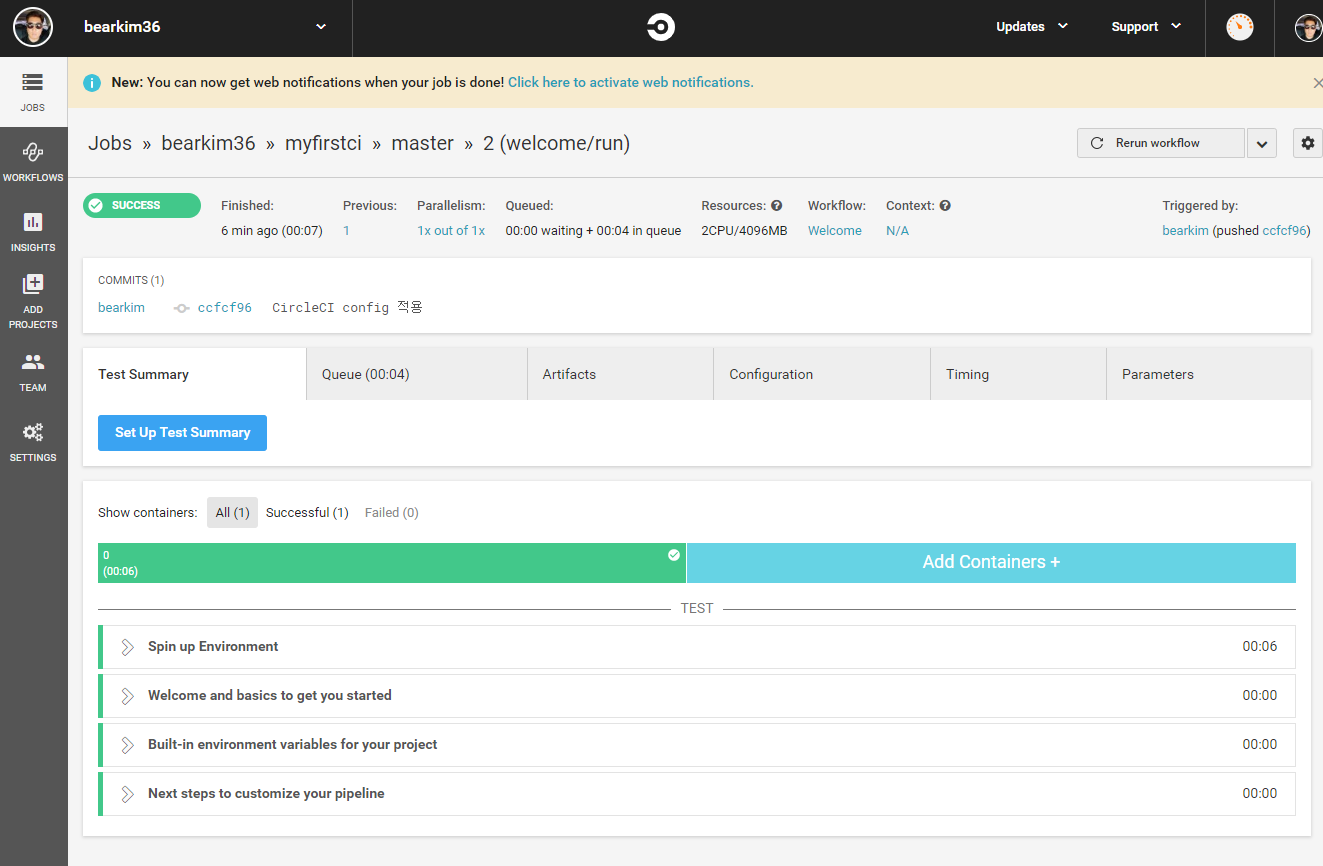 bearkim36
Updates
Support
JOBS
WORKFLOWS
INSIGHTS
ADD
PROJECTS
TEAM
SETTINGS
New: You can now get web notifications when your job is done! Click here to activate web notifications.
Jobs » bearkim36 » myfirstci » master » 2 (welcome/run)
Rerun workflow
SUCCESS
Finished:
6 min ago (00:07)
Previous:
1
Parallelism:
1x out of 1x
Queued:
00:00 waiting + 00:04 in queue
Resources:
2CPU/4096MB
Workflow:
Welcome
Context:
N/A
Triggered by:
bearkim (pushed ccfcf96)
COMMITS (1)
bearkim ccfcf96 CircleCI config 적용
Test Summary
Queue (00:04)
Artifacts
Configuration
Timing
Parameters
Set Up Test Summary
Show containers: All (1) Successful (1) Failed (0)
0
(00:06)
Add Containers +
TEST
Spin up Environment 00:06
Welcome and basics to get you started 00:00
Built-in environment variables for your project 00:00
Next steps to customize your pipeline 00:00